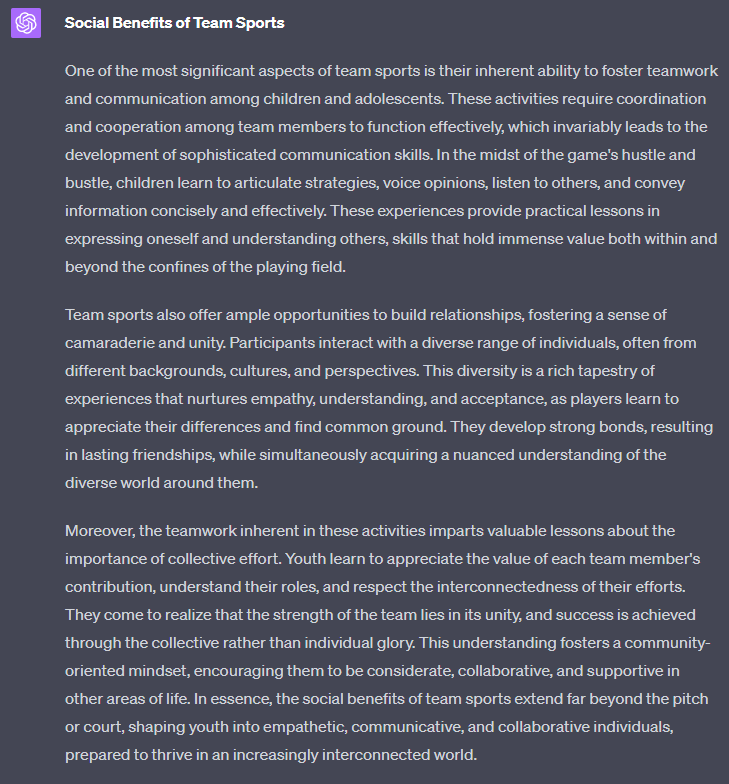 Social Benefits of Team Sports
One of the most significant aspects of team sports is their inherent ability to foster teamwork
and communication among children and adolescents. These activities require coordination
and cooperation among team members to function effectively, which invariably leads to the
development of sophisticated communication skills. In the midst of the game's hustle and
bustle, children learn to articulate strategies, voice opinions, listen to others, and convey
information concisely and effectively. These experiences provide practical lessons in
expressing oneself and understanding others, skills that hold immense value both within and
beyond the confines of the playing field.
Team sports also offer ample opportunities to build relationships, fostering a sense of
camaraderie and unity. Participants interact with a diverse range of individuals, often from
different backgrounds, cultures, and perspectives. This diversity is a rich tapestry of
experiences that nurtures empathy, understanding, and acceptance, as players learn to
appreciate their differences and find common ground. They develop strong bonds, resulting
in lasting friendships, while simultaneously acquiring a nuanced understanding of the
diverse world around them.
Moreover, the teamwork inherent in these activities imparts valuable lessons about the
importance of collective effort. Youth learn to appreciate the value of each team member's
contribution, understand their roles, and respect the interconnectedness of their efforts.
They come to realize that the strength of the team lies in its unity, and success is achieved
through the collective rather than individual glory. This understanding fosters a community-
oriented mindset, encouraging them to be considerate, collaborative, and supportive in
other areas of life. In essence, the social benefits of team sports extend far beyond the pitch
or court, shaping youth into empathetic, communicative, and collaborative individuals,
prepared to thrive in an increasingly interconnected world.